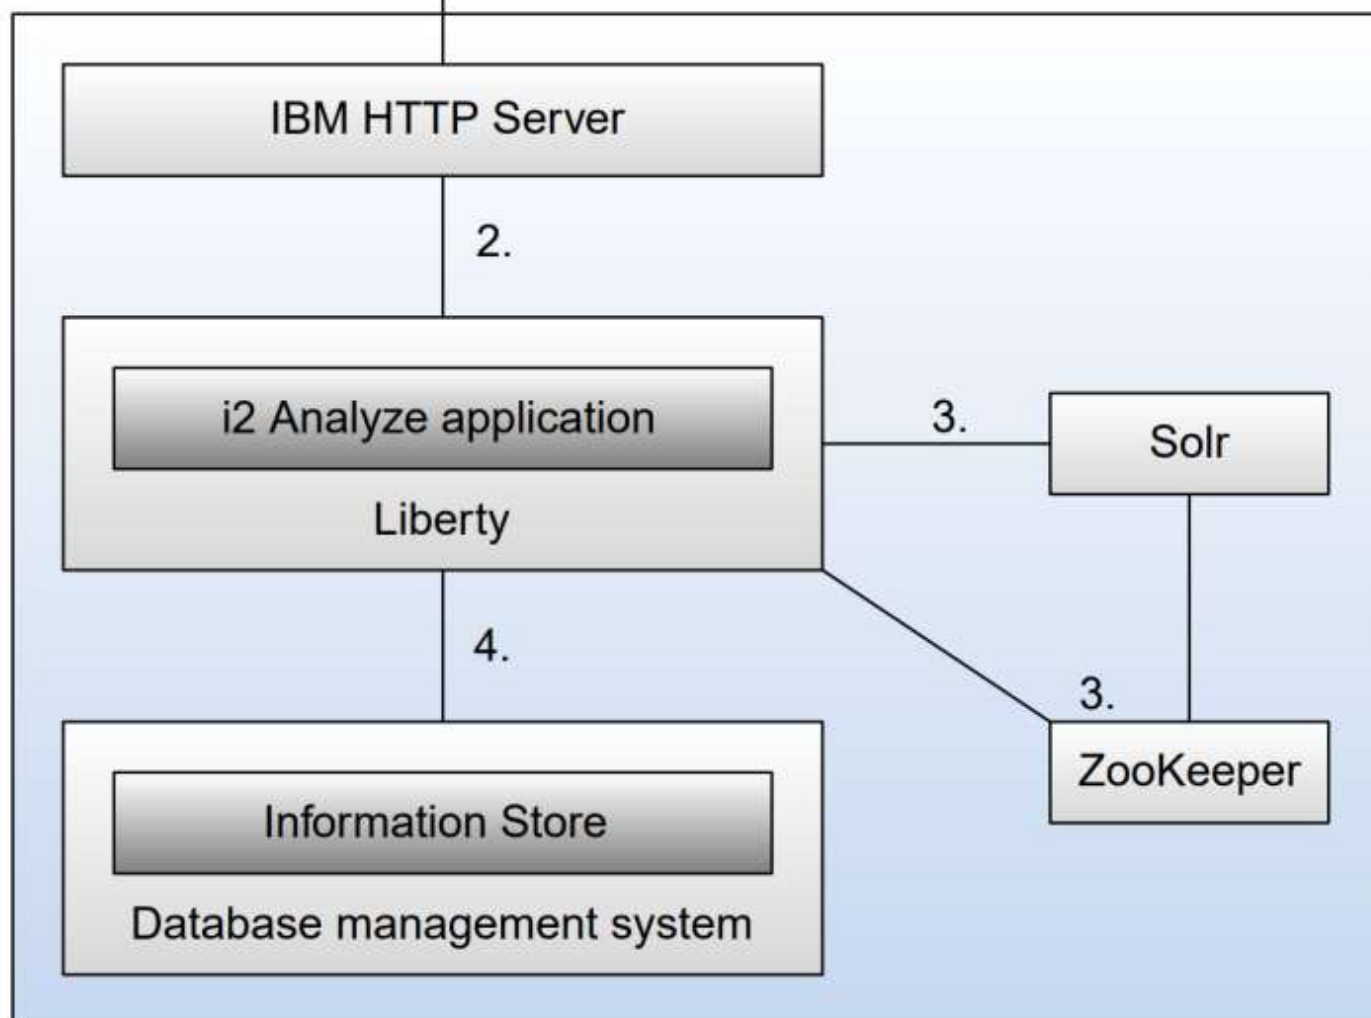 IBM HTTP Server
2.
i2 Analyze application
Liberty
3.
Solr
4.
3.
ZooKeeper
Information Store
Database management system